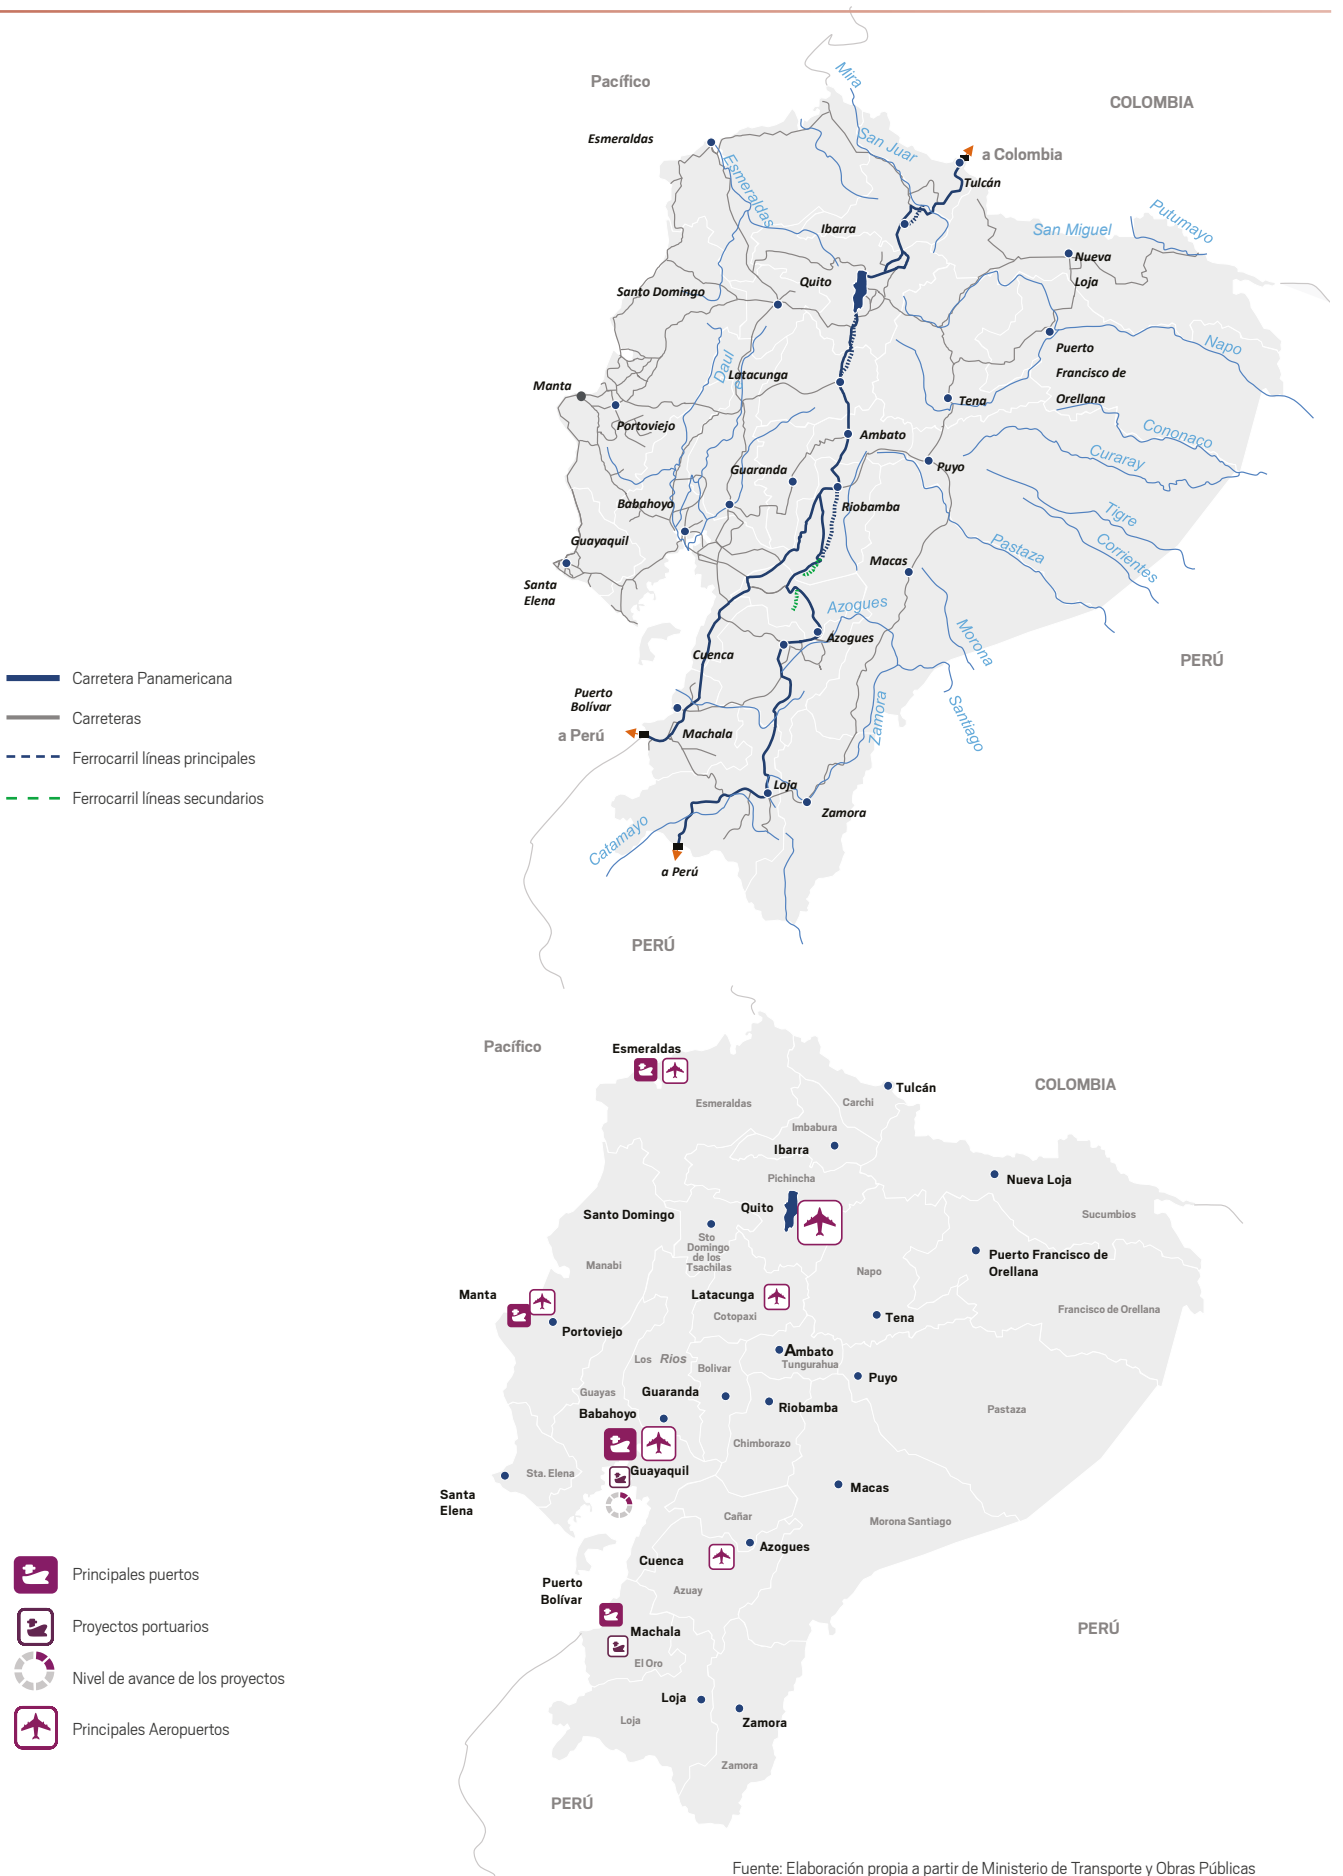 Pacífico
COLOMBIA
Mira
San Juar
Esmeraldas
Esmeraldas
a Colombia
Tulcán
Putumayo
Ibarra
San Miguel
Nueva
Loja
Quito
Santo Domingo
Napo
Puerto
Francisco de
Orellana
Daul
Latacunga
Manta
Tena
Portoviejo
Cononaco
Ambato
Curaray
Guaranda
Puyo
Babahoyo
Riobamba
Tigre
Guayaquil
Corrientes
Pastaza
Macas
Santa
Elena
Azogues
Azogues
Morona
Cuenca
PERÚ
Carretera Panamericana
Puerto
Bolívar
Zamora
Santiago
Carreteras
a Perú
Machala
Ferrocarril líneas principales
Loja
Ferrocarril líneas secundarios
Zamora
Catamayo
a Perú
PERÚ
Pacífico
Esmeraldas
COLOMBIA
Tulcán
Esmeraldas
Carchi
Imbabura
Ibarra
Pichincha
Nueva Loja
Quito
Santo Domingo
Sucumbios
Sto
Domingo
de los
Tsachilas
Puerto Francisco de
Orellana
Manabi
Napo
Manta
Latacunga
Francisco de Orellana
Cotopaxi
Tena
Portoviejo
Ambato
Los Rios
Bolivar
Tungurahua
Puyo
Guayas
Guaranda
Riobamba
Pastaza
Babahoyo
Chimborazo
Guayaquil
Sta. Elena
Santa
Elena
Macas
Cañar
Morona Santiago
Azogues
Cuenca
Principales puertos
Puerto
Bolívar
Azuay
Proyectos portuarios
Machala
PERÚ
El Oro
Nivel de avance de los proyectos
Loja
Loja
Zamora
Principales Aeropuertos
Zamora
PERÚ
Fuente: Elaboración propia a partir de Ministerio de Transporte y Obras Públicas